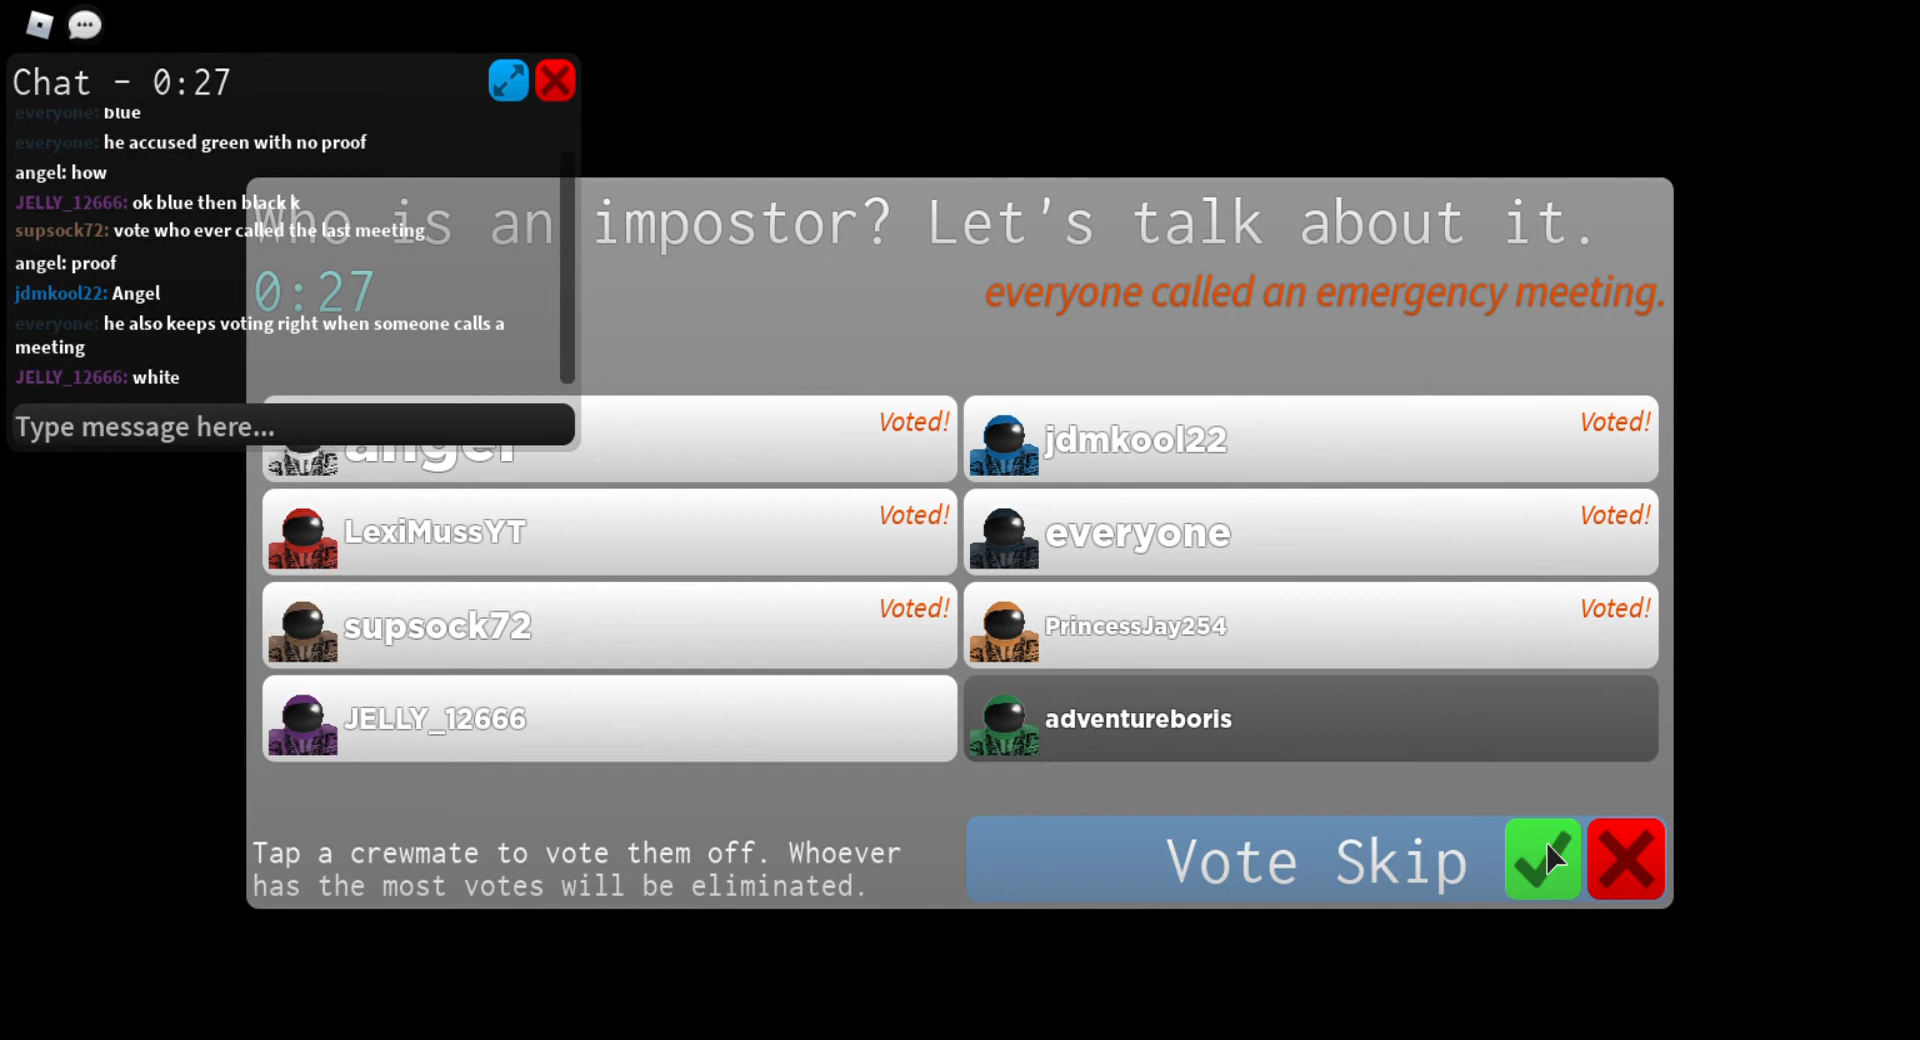 Chat - 0:27
everyone: blue
everyone: he accused green with no proof
angel: how
JELLY_12666: ok blue then black k
supsock72: vote who ever called the last meeting
angel: proof
jdmkool22: Angel
everyone: he also keeps voting right when someone calls a
meeting
JELLY_12666: white
Type message here...
Who is an impostor? Let's talk about it.
0:27
everyone called an emergency meeting.
angel
Voted!
jdmkool22
Voted!
LexiMussYT
Voted!
everyone
Voted!
supsock72
Voted!
PrincessJay254
Voted!
JELLY_12666
adventureboris
Tap a crewmate to vote them off. Whoever
has the most votes will be eliminated.
Vote Skip